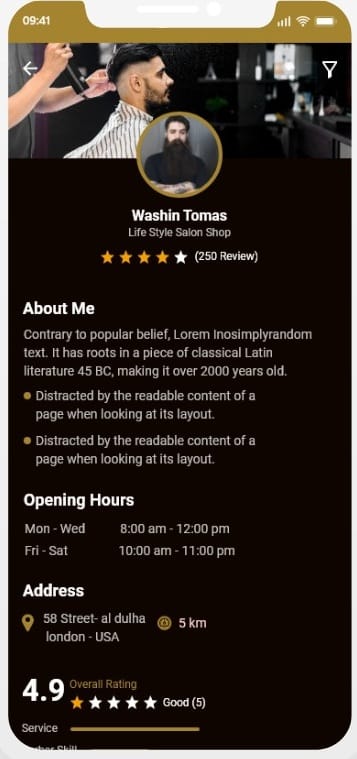 09:41
Washin Tomas
Life Style Salon Shop
(250 Review)
About Me
Contrary to popular belief, Lorem Inosimplyrandom
text. It has roots in a piece of classical Latin
literature 45 BC, making it over 2000 years old.
Distracted by the readable content of a
page when looking at its layout.
Distracted by the readable content of a
page when looking at its layout.
Opening Hours
Mon - Wed 8:00 am - 12:00 pm
Fri - Sat 10:00 am - 11:00 pm
Address
58 Street- al dulha 5 km
london - USA
4.9 Overall Rating
Good (5)
Service
Skill